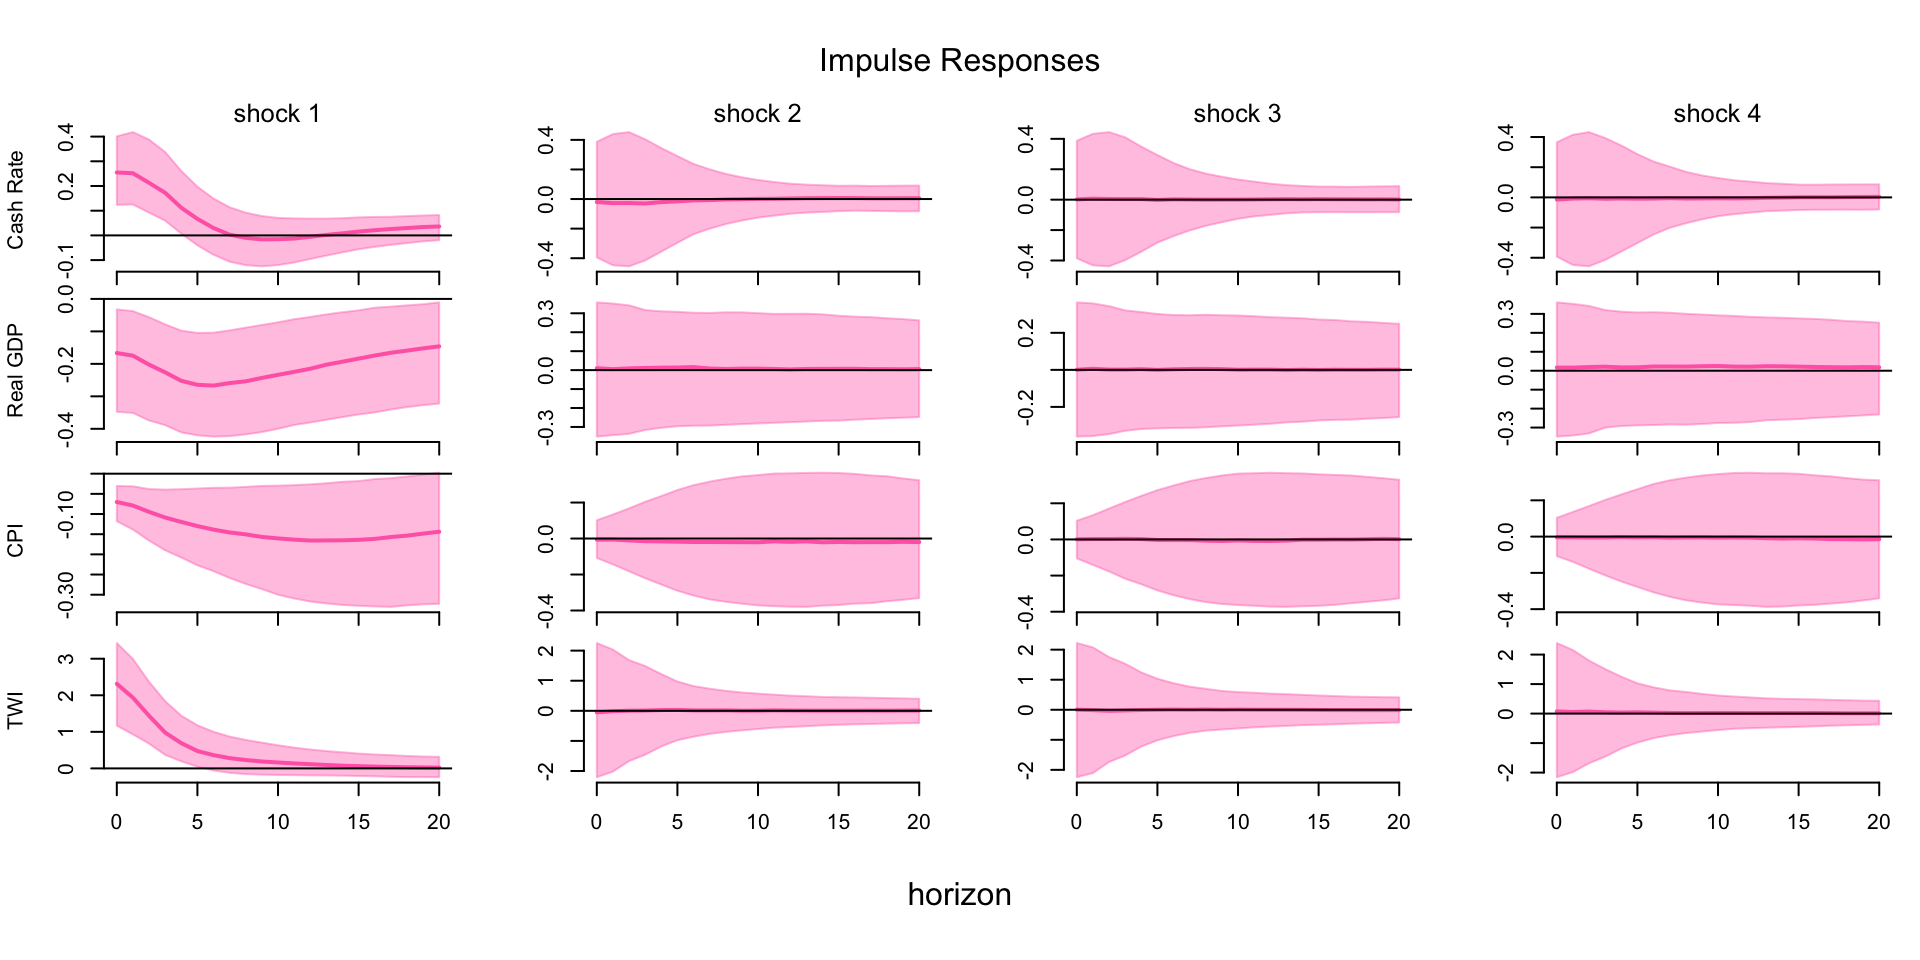 Impulse Responses
shock 1 shock 2 shock 3 shock 4
Cash Rate
0.4 0.2 -0.1
0.4 0.0 -0.4
0.4 0.0 -0.4
0.4 0.0 -0.4
Real GDP
0.0 -0.2 -0.4
0.3 0.0 -0.3
0.2 -0.2
0.3 0.0 -0.3
CPI
-0.10 -0.30
0.0 -0.4
0.0 -0.4
0.0 -0.4
TWI
3 2 1 0
2 1 0 -2
2 1 0 -2
2 1 0 -2
0 5 10 15 20 0 5 10 15 20 0 5 10 15 20 0 5 10 15 20
horizon